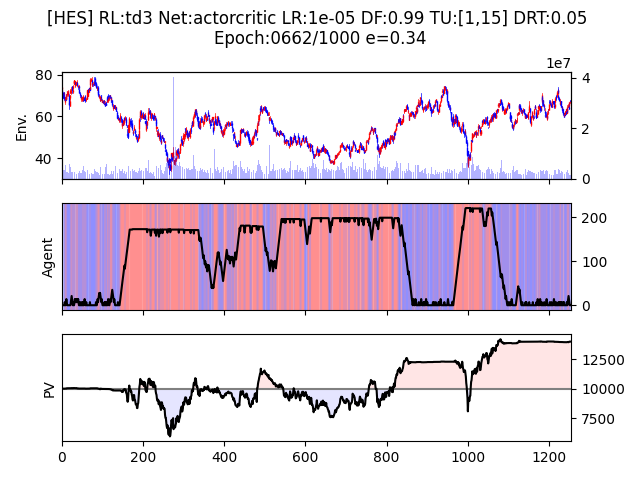 [HES] RL:td3 Net:actorcritic LR:1e-05 DF:0.99 TU:[1,15] DRT:0.05
Epoch:0662/1000 e=0.34
1e7
80
60
40
Env.
4
2
0
Agent
200
100
0
PV
12500
10000
7500
0 200 400 600 800 1000 1200